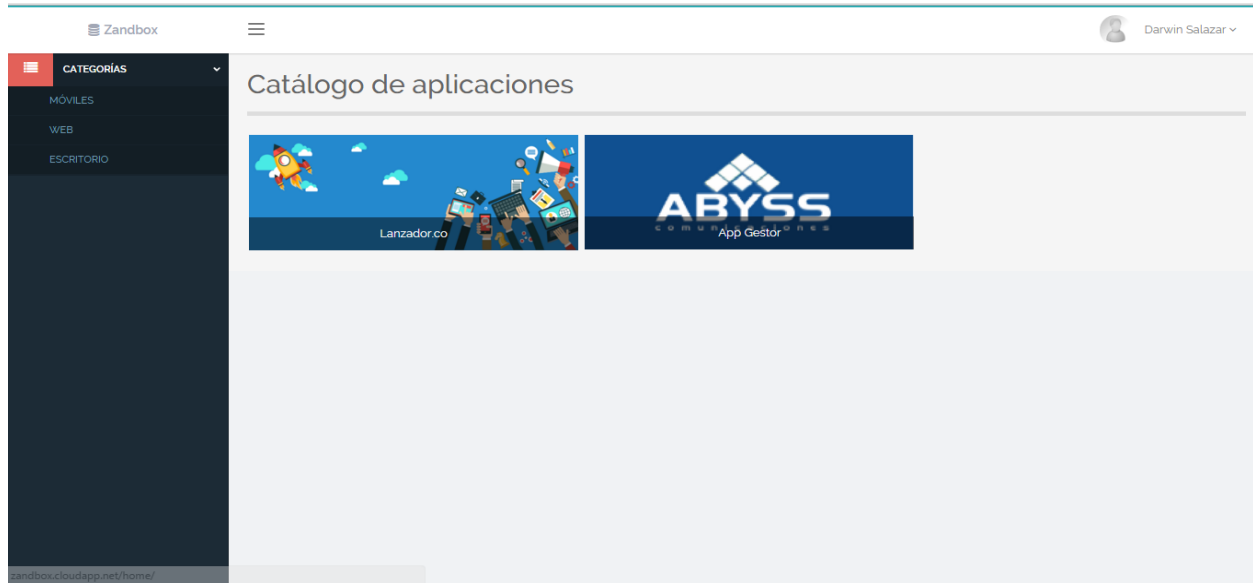 Zandbox
Darwin Salazar
CATEGORÍAS
MÓVILES
WEB
ESCRITORIO
Catálogo de aplicaciones
Lanzador.co
ABYSS
comunicaciones
App Gestor
zandbox.cloudapp.net/home/